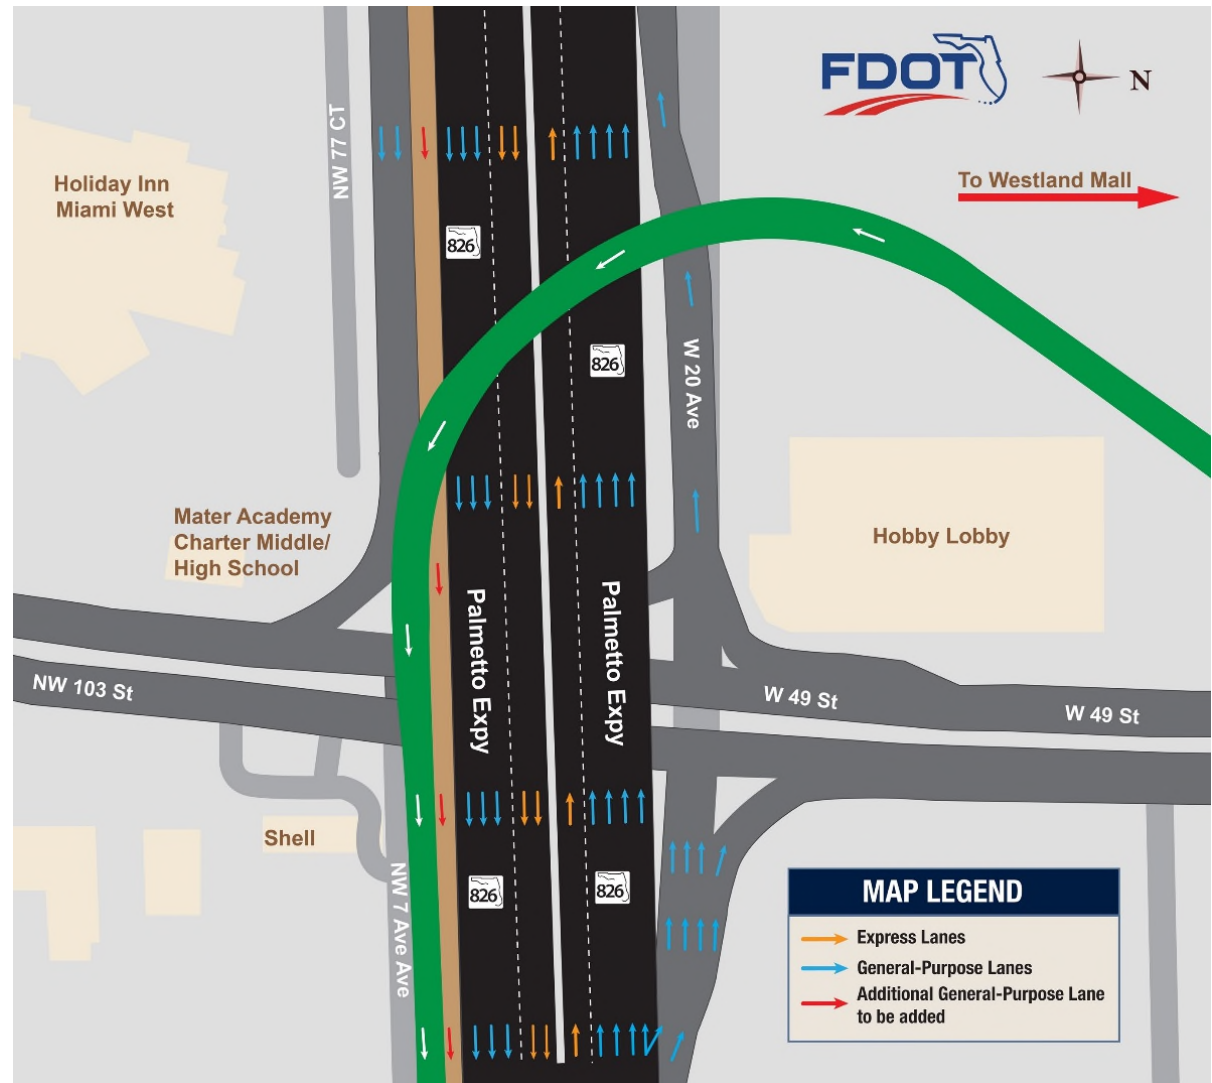 FDOT
N
To Westland Mall
NW 77 CT
Holiday Inn
Miami West
826
826
W 20 Ave
Mater Academy
Charter Middle/
High School
Hobby Lobby
Palmetto Expy
Palmetto Expy
NW 103 St
W 49 St
W 49 St
Shell
826
826
NW 7 Ave Ave
MAP LEGEND
Express Lanes
General-Purpose Lanes
Additional General-Purpose Lane
to be added